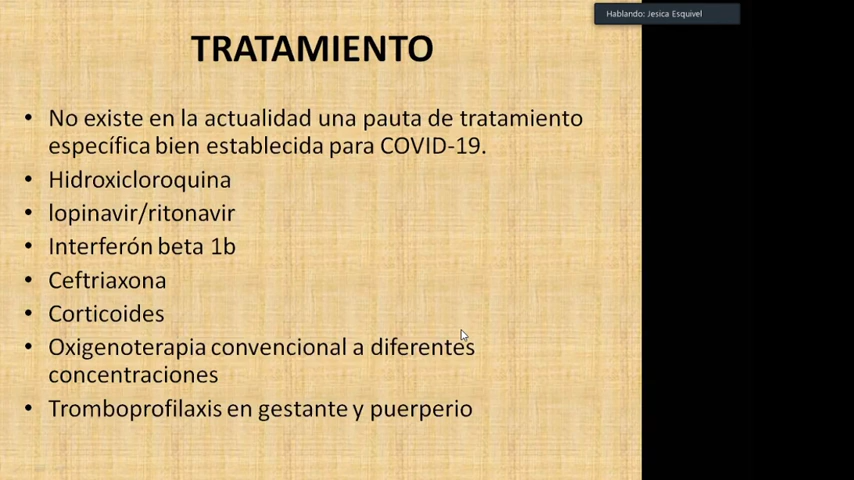 Hablando: Jesica Esquivel
TRATAMIENTO
• No existe en la actualidad una pauta de tratamiento
específica bien establecida para COVID-19.
• Hidroxicloroquina
• lopinavir/ritonavir
• Interferón beta 1b
• Ceftriaxona
• Corticoides
• Oxigenoterapia convencional a diferentes
concentraciones
• Tromboprofilaxis en gestante y puerperio